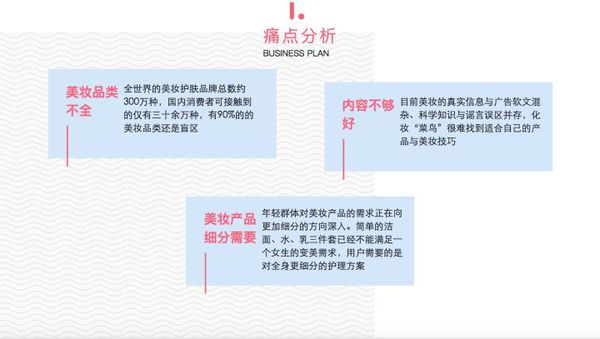 1.
痛点分析
BUSINESS PLAN
美妆品类
不全
全世界的美妆护肤品牌总数约
300万种，国内消费者可接触到
的仅有三十余万种，有90%的的
美妆品类还是盲区
内容不够
好
目前美妆的真实信息与广告软文混
杂、科学知识与谣言误区并存，化
妆“菜鸟”很难找到适合自己的产
品与美妆技巧
美妆产品
细分需要
年轻群体对美妆产品的需求正在向
更加细分的方向深入。简单的洁
面、水、乳三件套已经不能满足一
个女生的变美需求，用户需要的是
对全身更细分的护理方案